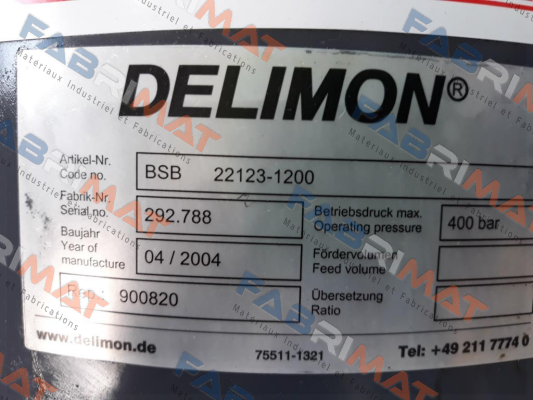 DELIMON®
Artikel-Nr.
Code no.
BSB 22123-1200
Fabrik-Nr.
Serial no.
292.788
Betriebsdruck max.
Operating pressure
400 bar
Baujahr
Year of
manufacture
04 / 2004
Fördervolumen
Feed volume
Rep. 900820
Übersetzung
Ratio
www.delimon.de
75511-1321
Tel: +49 211 7774 0
FABRIMAT
Materiaux Industriel et Fabrications